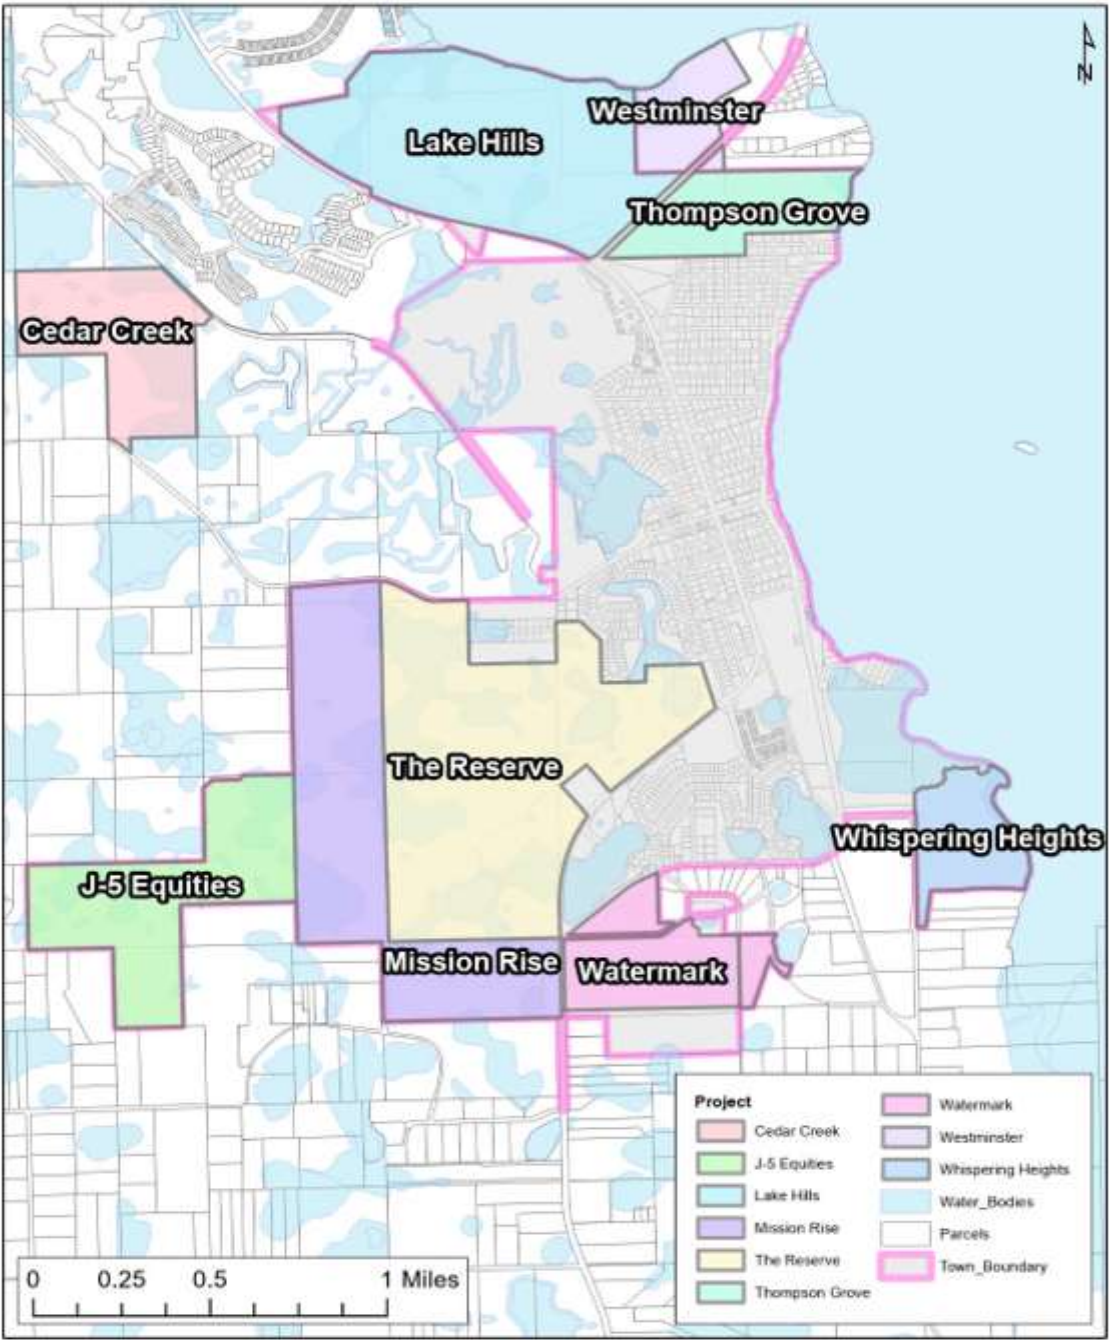 N
Westminster
Lake Hills
Thompson Grove
Cedar Creek
The Reserve
Whispering Heights
J-5 Equities
Mission Rise
Watermark
Project
Cedar Creek
J-5 Equities
Lake Hills
Mission Rise
The Reserve
Thompson Grove
Watermark
Westminster
Whispering Heights
Water_Bodies
Parcels
Town_Boundary
0 0.25 0.5 1 Miles